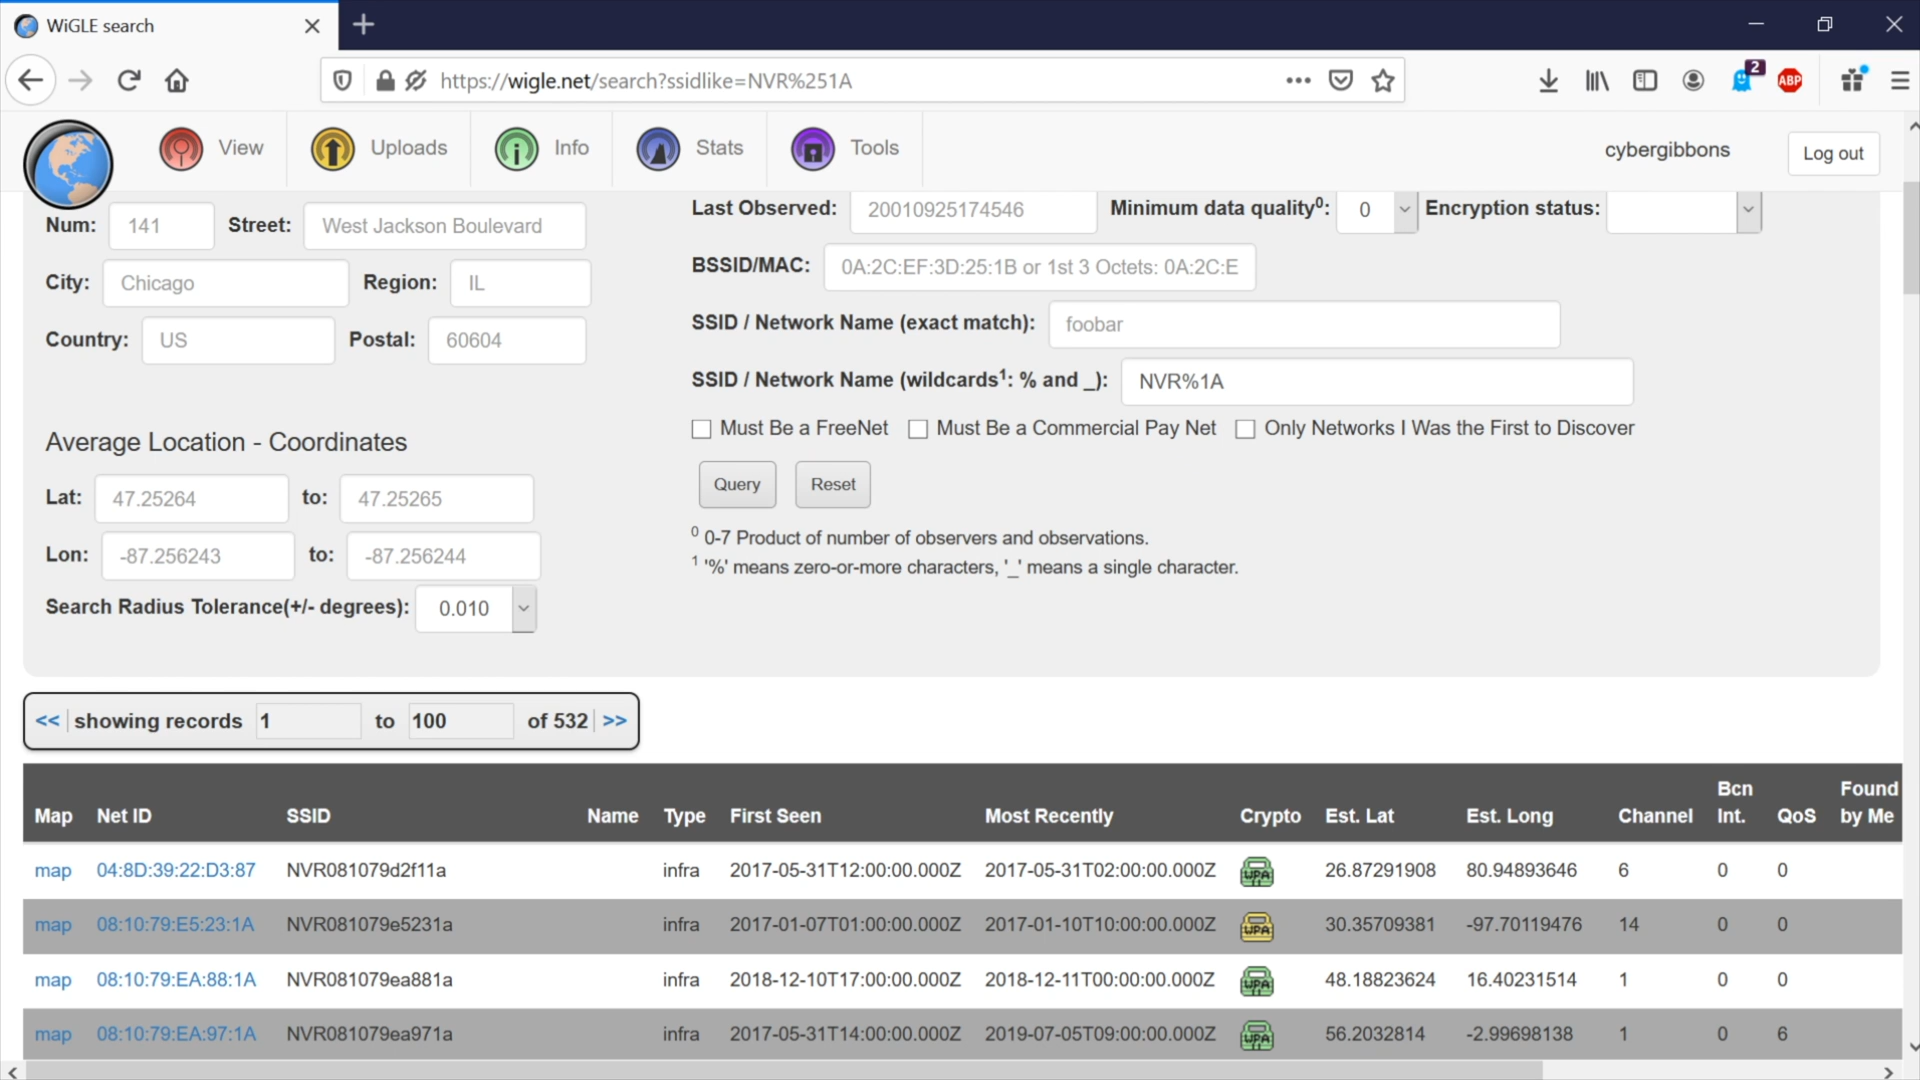 WiGLE search
https://wigle.net/search?ssidlike=NVR%251A
2
ABP
View Uploads Info Stats Tools cybergibbons Log out
Num: 141 Street: West Jackson Boulevard
City: Chicago Region: IL
Country: US Postal: 60604
Average Location - Coordinates
Lat: 47.25264 to: 47.25265
Lon: -87.256243 to: -87.256244
Search Radius Tolerance(+/- degrees): 0.010
Last Observed: 20010925174546 Minimum data quality⁰: 0 Encryption status:
BSSID/MAC: 0A:2C:EF:3D:25:1B or 1st 3 Octets: 0A:2C:E
SSID / Network Name (exact match): foobar
SSID / Network Name (wildcards¹: % and _): NVR%1A
Must Be a FreeNet Must Be a Commercial Pay Net Only Networks I Was the First to Discover
Query Reset
⁰ 0-7 Product of number of observers and observations.
¹ '%' means zero-or-more characters, '_' means a single character.
<< showing records 1 to 100 of 532 >>
Map Net ID SSID Name Type First Seen Most Recently Crypto Est. Lat Est. Long Channel Bcn Int. QoS Found by Me
map 04:8D:39:22:D3:87 NVR081079d2f11a infra 2017-05-31T12:00:00.000Z 2017-05-31T02:00:00.000Z WPA 26.87291908 80.94893646 6 0 0
map 08:10:79:E5:23:1A NVR081079e5231a infra 2017-01-07T01:00:00.000Z 2017-01-10T10:00:00.000Z WPA 30.35709381 -97.70119476 14 0 0
map 08:10:79:EA:88:1A NVR081079ea881a infra 2018-12-10T17:00:00.000Z 2018-12-11T00:00:00.000Z WPA 48.18823624 16.40231514 1 0 0
map 08:10:79:EA:97:1A NVR081079ea971a infra 2017-05-31T14:00:00.000Z 2019-07-05T09:00:00.000Z WPA 56.2032814 -2.99698138 1 0 6